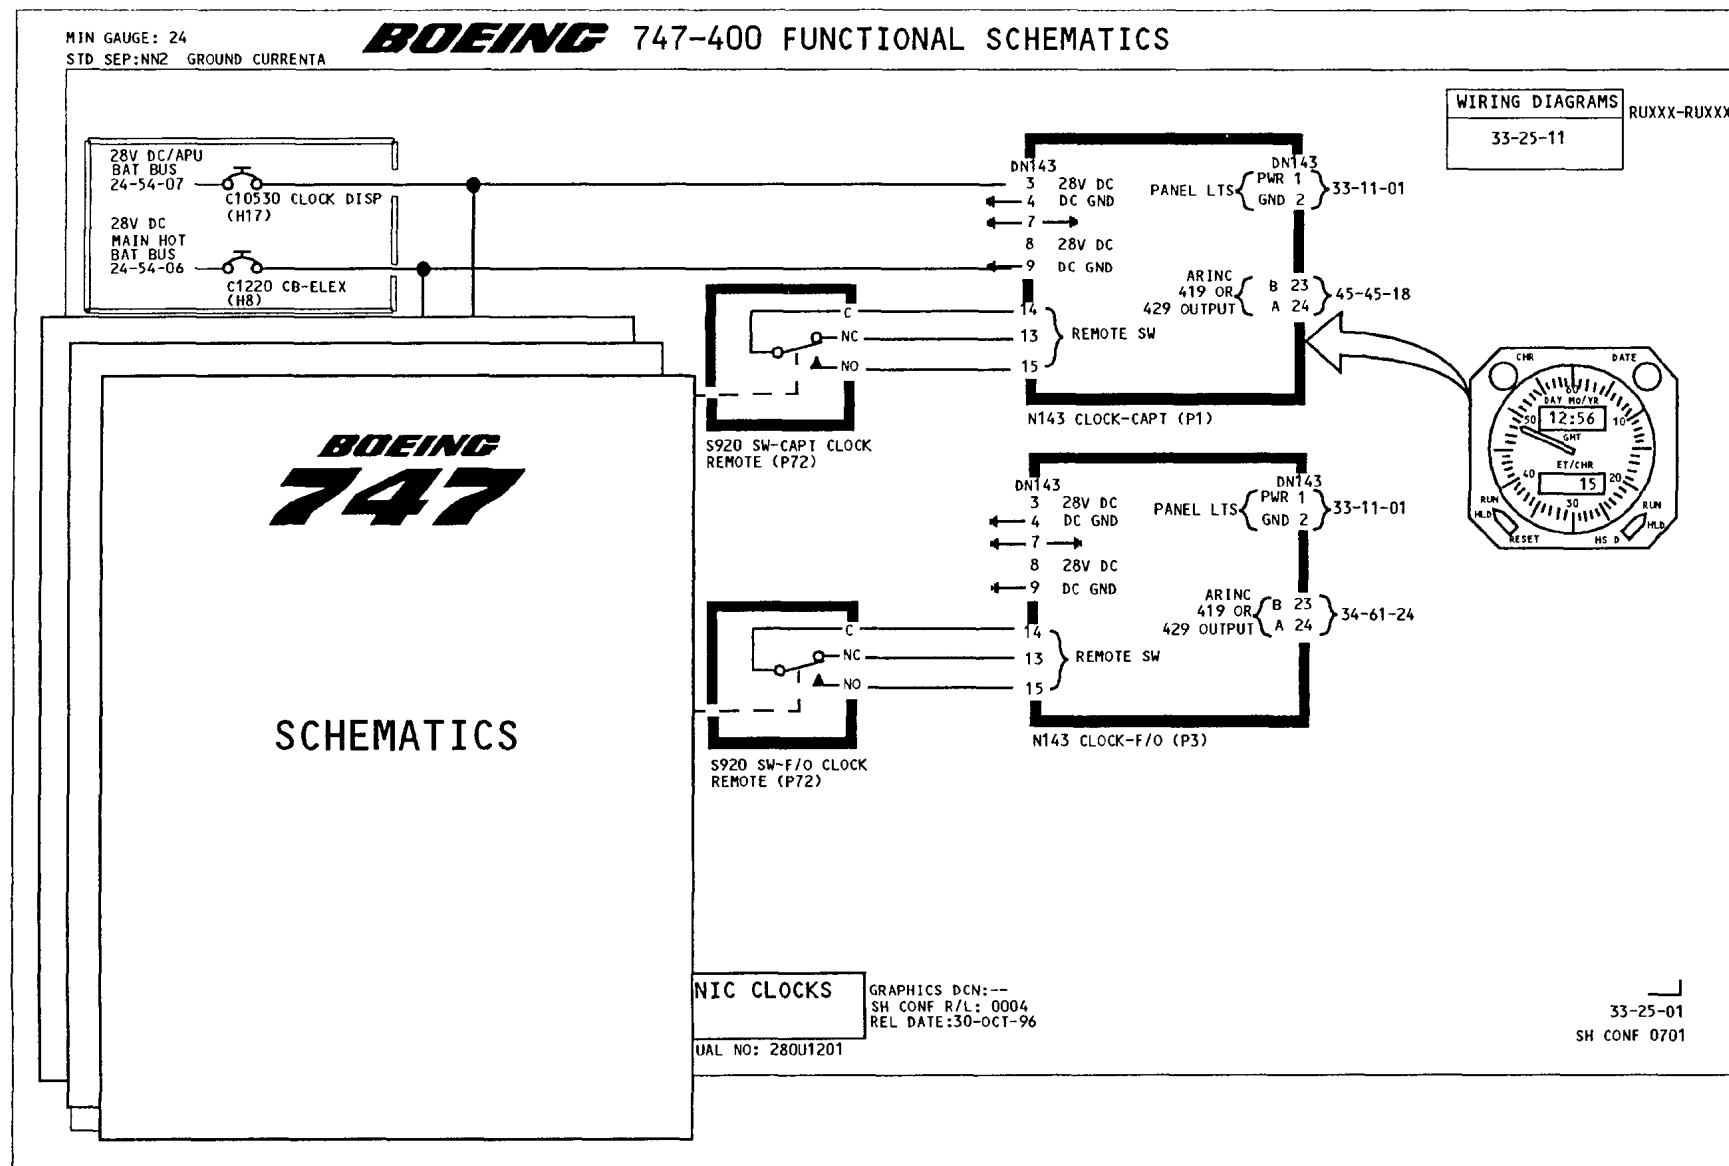 MIN GAUGE: 24
STD SEP:NN2 GROUND CURRENTA
BOEING 747-400 FUNCTIONAL SCHEMATICS
WIRING DIAGRAMS
33-25-11
RUXXX-RUXXX
28V DC/APU
BAT BUS
24-54-07
C10530 CLOCK DISP
(H17)
28V DC
MAIN HOT
BAT BUS
24-54-06
C1220 CB-ELEX
(H8)
DN143
3 28V DC
4 DC GND
7
8 28V DC
9 DC GND
14
13 REMOTE SW
15
DN143
PANEL LTS PWR 1 33-11-01
GND 2
ARINC
419 OR
429 OUTPUT
B 23
A 24
45-45-18
N143 CLOCK-CAPT (P1)
C
NC
NO
S920 SW-CAPT CLOCK
REMOTE (P72)
CHR
DATE
60
DAY MO/YR
50 12:56 10
GMT
ET/CHR
40 15 20
30
RUN
HLD
RESET
RUN
HLD
HS D
DN143
3 28V DC
4 DC GND
7
8 28V DC
9 DC GND
14
13 REMOTE SW
15
DN143
PANEL LTS PWR 1 33-11-01
GND 2
ARINC
419 OR
429 OUTPUT
B 23
A 24
34-61-24
N143 CLOCK-F/O (P3)
C
NC
NO
S920 SW-F/O CLOCK
REMOTE (P72)
BOEING
747
SCHEMATICS
NIC CLOCKS
UAL NO: 280U1201
GRAPHICS DCN:--
SH CONF R/L: 0004
REL DATE:30-OCT-96
33-25-01
SH CONF 0701